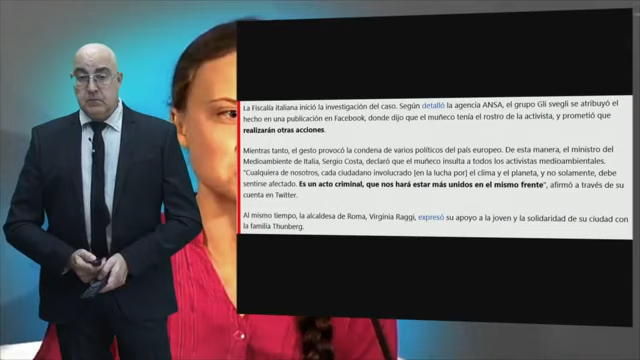 La Fiscalía italiana inició la investigación del caso. Según detalló la agencia ANSA, el grupo Gli svegli se atribuyó el
hecho en una publicación en Facebook, donde dijo que el muñeco tenía el rostro de la activista, y prometió que
realizarán otras acciones.
Mientras tanto, el gesto provocó la condena de varios políticos del país europeo. De esta manera, el ministro del
Medioambiente de Italia, Sergio Costa, declaró que el muñeco insulta a todos los activistas medioambientales.
"Cualquiera de nosotros, cada ciudadano involucrado [en la lucha por] el clima y el planeta, y no solamente, debe
sentirse afectado. Es un acto criminal, que nos hará estar más unidos en el mismo frente", afirmó a través de su
cuenta en Twitter.
Al mismo tiempo, la alcaldesa de Roma, Virginia Raggi, expresó su apoyo a la joven y la solidaridad de su ciudad con
la familia Thunberg.